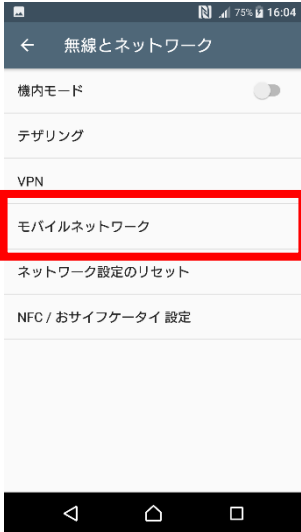 75% 16:04
無線とネットワーク
機内モード
テザリング
VPN
モバイルネットワーク
ネットワーク設定のリセット
NFC / おサイフケータイ 設定